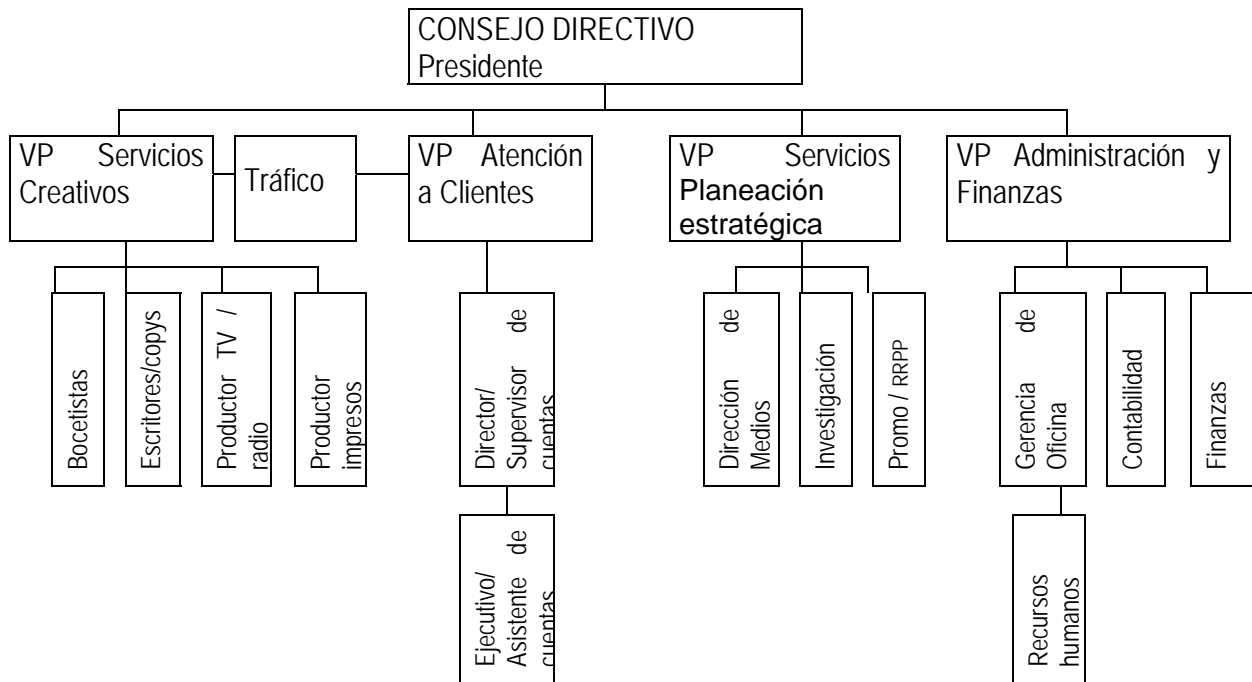 CONSEJO DIRECTIVO
Presidente
VP Servicios
Creativos
Tráfico
VP Atención
a Clientes
VP Servicios
Planeación
estratégica
VP Administración y
Finanzas
Bocetistas
Escritores/copys
Productor TV /
radio
Productor
impresos
Director/
Supervisor de
cuentas
Dirección de
Medios
Investigación
Promo / RRPP
Gerencia de
Oficina
Contabilidad
Finanzas
Ejecutivo/
Asistente de
cuentas
Recursos
humanos